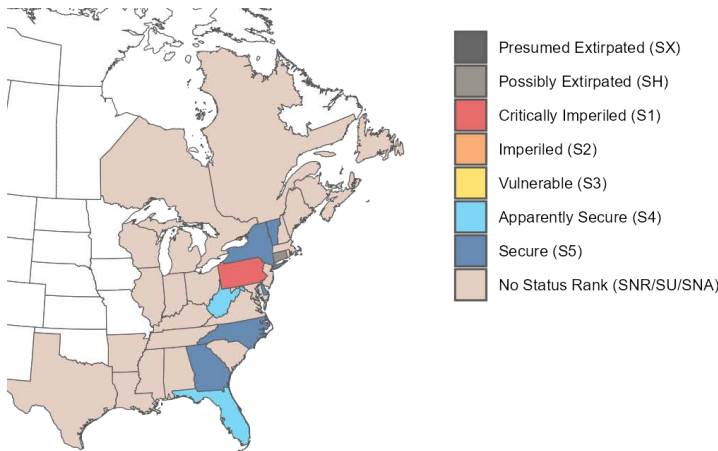 Presumed Extirpated (SX)
Possibly Extirpated (SH)
Critically Imperiled (S1)
Imperiled (S2)
Vulnerable (S3)
Apparently Secure (S4)
Secure (S5)
No Status Rank (SNR/SU/SNA)